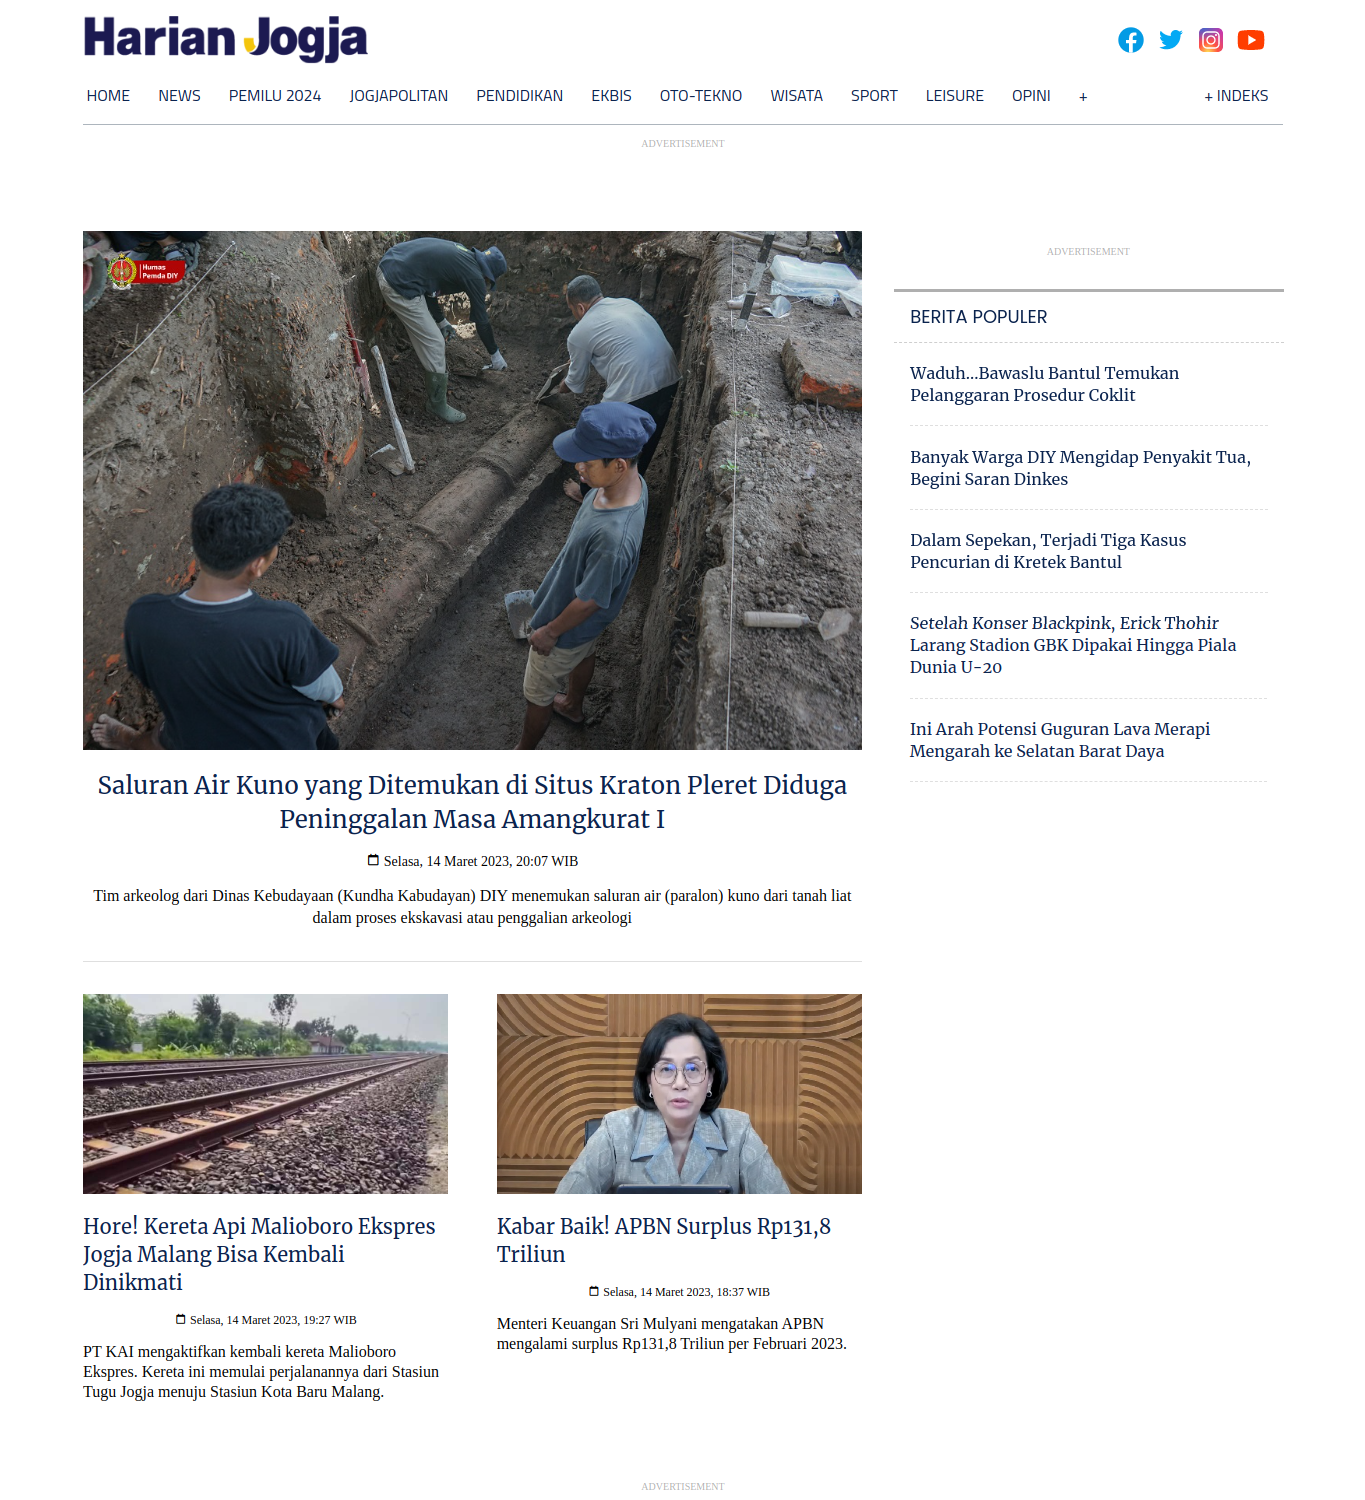 Harian Jogja
HOME NEWS PEMILU 2024 JOGJAPOLITAN PENDIDIKAN EKBIS OTO-TEKNO WISATA SPORT LEISURE OPINI + + INDEKS
ADVERTISEMENT
Humas
Pemda DIY
Saluran Air Kuno yang Ditemukan di Situs Kraton Pleret Diduga
Peninggalan Masa Amangkurat I
Selasa, 14 Maret 2023, 20:07 WIB
Tim arkeolog dari Dinas Kebudayaan (Kundha Kabudayan) DIY menemukan saluran air (paralon) kuno dari tanah liat
dalam proses ekskavasi atau penggalian arkeologi
Hore! Kereta Api Malioboro Ekspres
Jogja Malang Bisa Kembali
Dinikmati
Selasa, 14 Maret 2023, 19:27 WIB
PT KAI mengaktifkan kembali kereta Malioboro
Ekspres. Kereta ini memulai perjalanannya dari Stasiun
Tugu Jogja menuju Stasiun Kota Baru Malang.
Kabar Baik! APBN Surplus Rp131,8
Triliun
Selasa, 14 Maret 2023, 18:37 WIB
Menteri Keuangan Sri Mulyani mengatakan APBN
mengalami surplus Rp131,8 Triliun per Februari 2023.
ADVERTISEMENT
BERITA POPULER
Waduh...Bawaslu Bantul Temukan
Pelanggaran Prosedur Coklit
Banyak Warga DIY Mengidap Penyakit Tua,
Begini Saran Dinkes
Dalam Sepekan, Terjadi Tiga Kasus
Pencurian di Kretek Bantul
Setelah Konser Blackpink, Erick Thohir
Larang Stadion GBK Dipakai Hingga Piala
Dunia U-20
Ini Arah Potensi Guguran Lava Merapi
Mengarah ke Selatan Barat Daya
ADVERTISEMENT